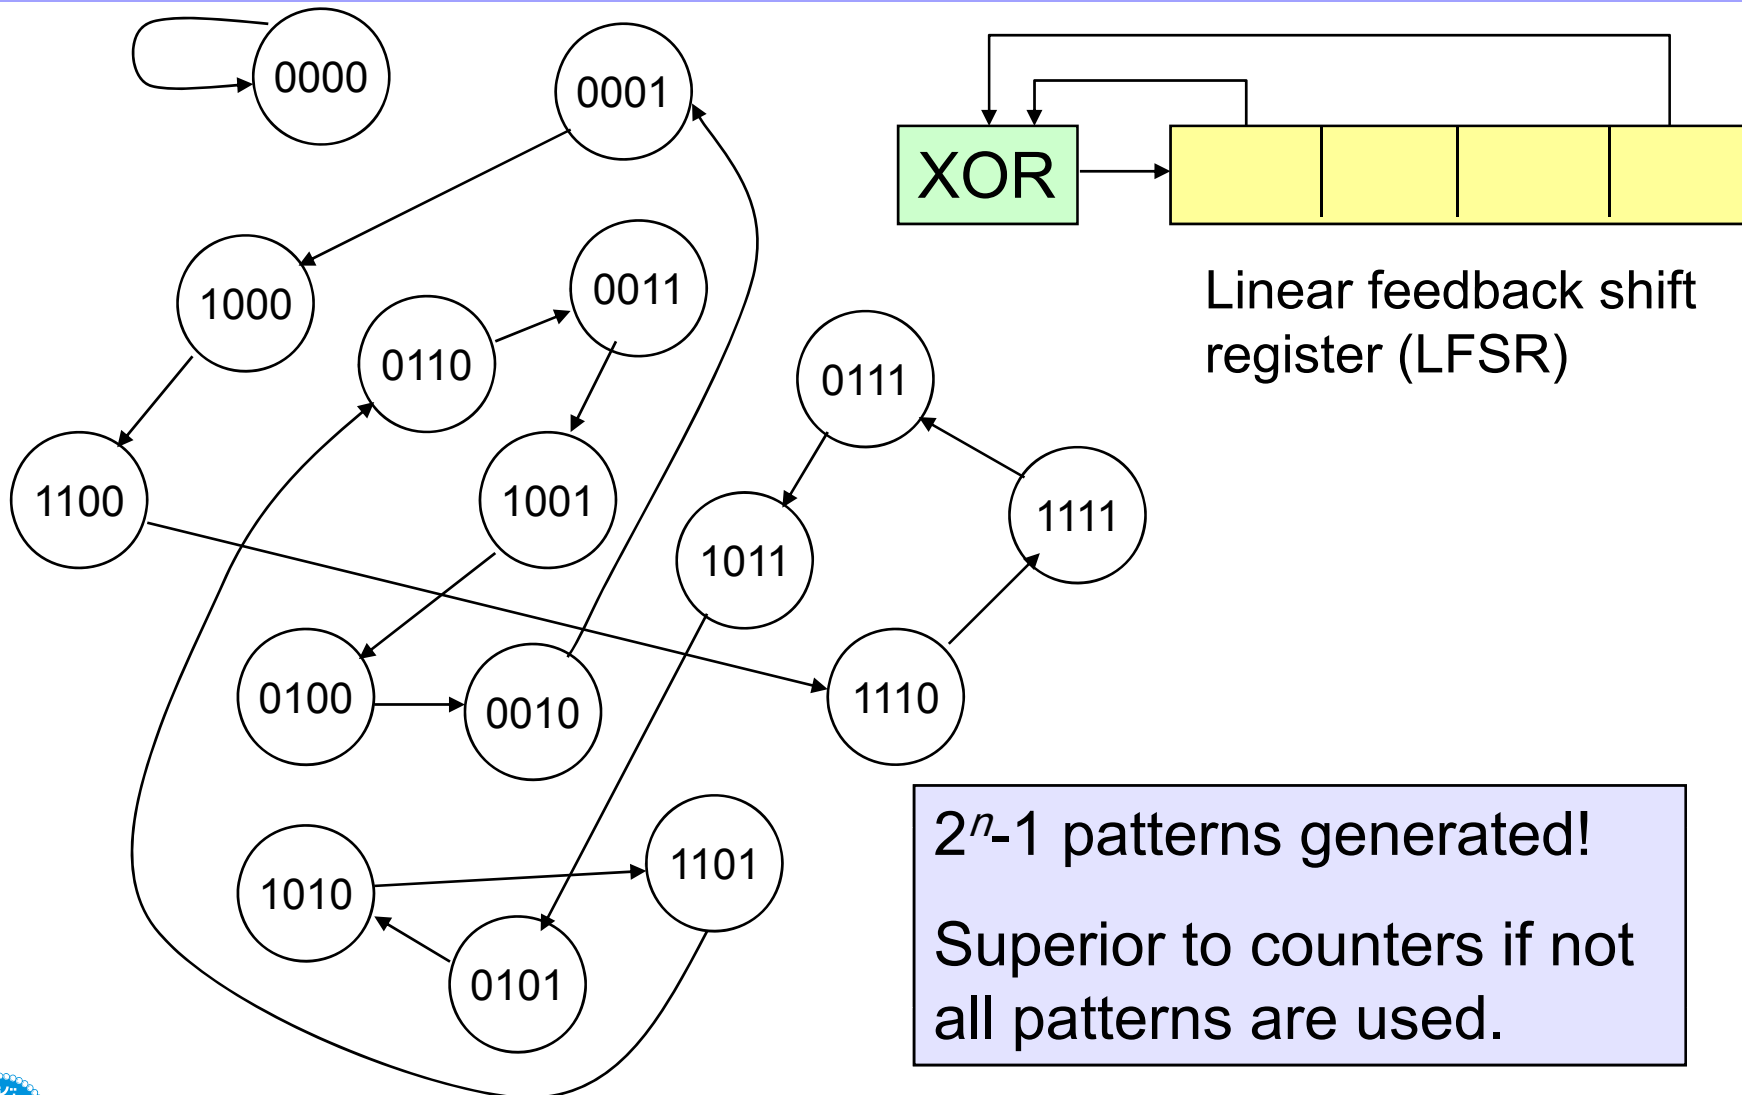 0000
0001
XOR
1000
0011
0110
Linear feedback shift
register (LFSR)
0111
1100
1001
1111
1011
0100
0010
1110
2ⁿ-1 patterns generated!
1010
1101
Superior to counters if not
all patterns are used.
0101